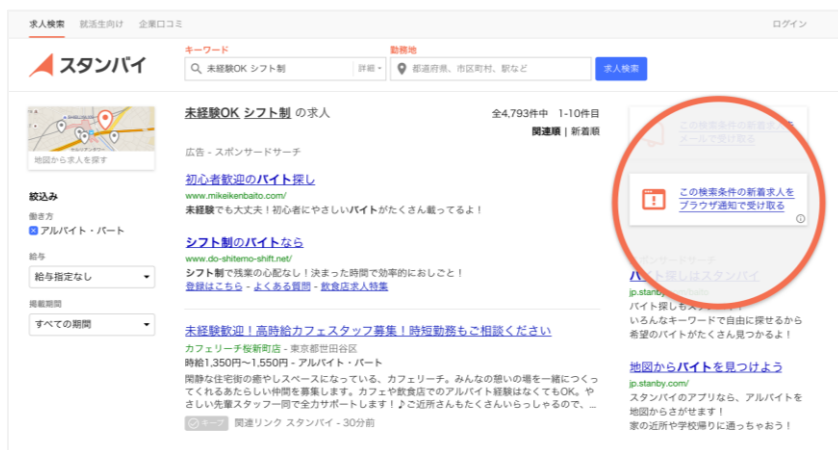 求人検索 就活生向け 企業口コミ ログイン
スタンバイ
キーワード 勤務地
未経験OK シフト制 詳細 都道府県、市区町村、駅など 求人検索
地図から求人を探す
絞込み
働き方
アルバイト・パート
給与
給与指定なし
掲載期間
すべての期間
未経験OK シフト制 の求人 全4,793件中 1-10件目
関連順 | 新着順
広告 - スポンサードサーチ
初心者歓迎のバイト探し
www.mikeikenbaito.com/
未経験でも大丈夫！初心者にやさしいバイトがたくさん載ってるよ！
シフト制のバイトなら
www.do-shitemo-shift.net/
シフト制で残業の心配なし！決まった時間で効率的におしごと！
登録はこちら - よくある質問 - 飲食店求人特集
未経験歓迎！高時給カフェスタッフ募集！時短勤務もご相談ください
カフェリーチ桜新町店 - 東京都世田谷区
時給1,350円〜1,550円 - アルバイト・パート
閑静な住宅街の癒やしスペースになっている、カフェリーチ。みんなの憩いの場を一緒につくっ
てくれるあたらしい仲間を募集します。カフェや飲食店でのアルバイト経験はなくてもOK。や
さしい先輩スタッフ一同で全力サポートします！♪ご近所さんもたくさんいらっしゃるので、...
キープ 関連リンク スタンバイ - 30分前
この検索条件の新着求人を
メールで受け取る
この検索条件の新着求人を
ブラウザ通知で受け取る
スポンサードサーチ
バイト探しはスタンバイ
jp.stanby.com/baito
バイト探しも
いろんなキーワードで自由に探せるから
希望のバイトがたくさん見つかるよ！
地図からバイトを見つけよう
jp.stanby.com/
スタンバイのアプリなら、アルバイトを
地図からさがせます！
家の近所や学校帰りに通っちゃおう！